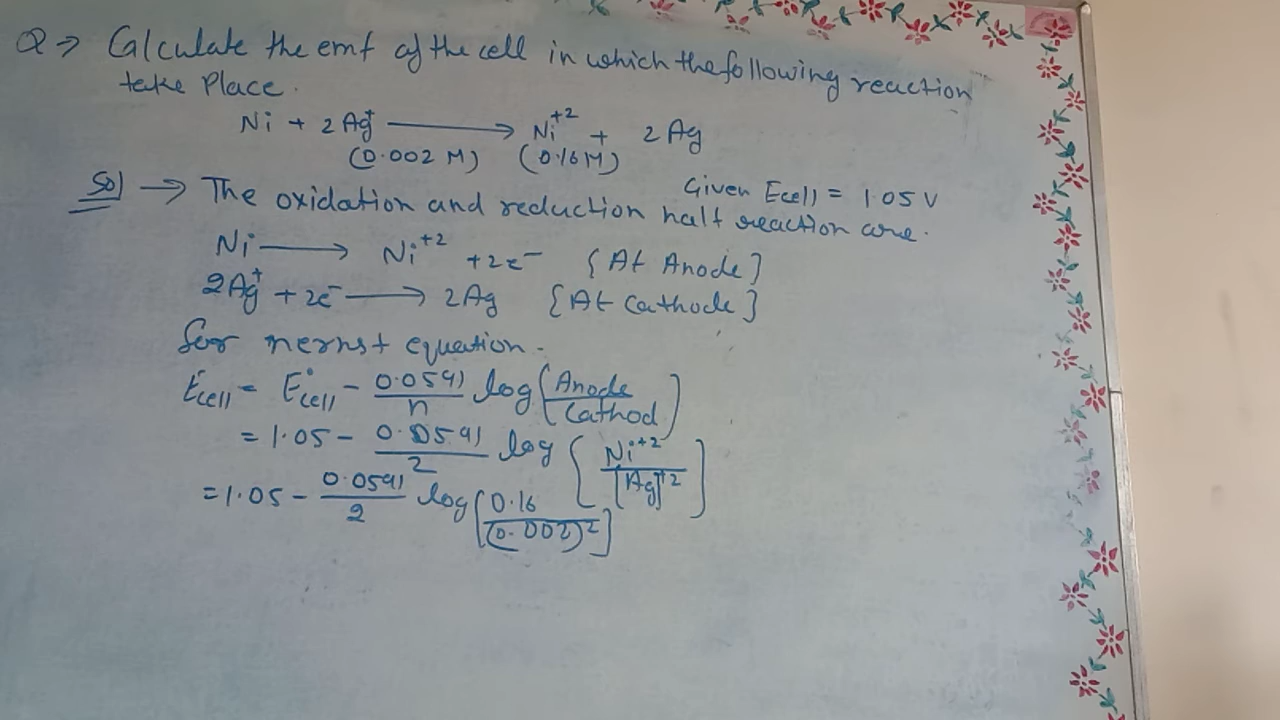 Q → Calculate the emf of the cell in which the following reaction
take Place.
Ni + 2Ag⁺ ⟶ Ni⁺² + 2Ag
(0.002 M) (0.16 M)
Given Ecell = 1.05 V
Sol → The oxidation and reduction half reaction are.
Ni ⟶ Ni⁺² + 2e⁻ {At Anode]
2Ag⁺ + 2e⁻ ⟶ 2Ag {At Cathode}
for nernst equation.
Ecell = E°cell - 0.0591/n log [Anode/Cathod]
= 1.05 - 0.0591/2 log [Ni⁺²/[Ag]⁺²]
= 1.05 - 0.0591/2 log [0.16/(0.002)²]